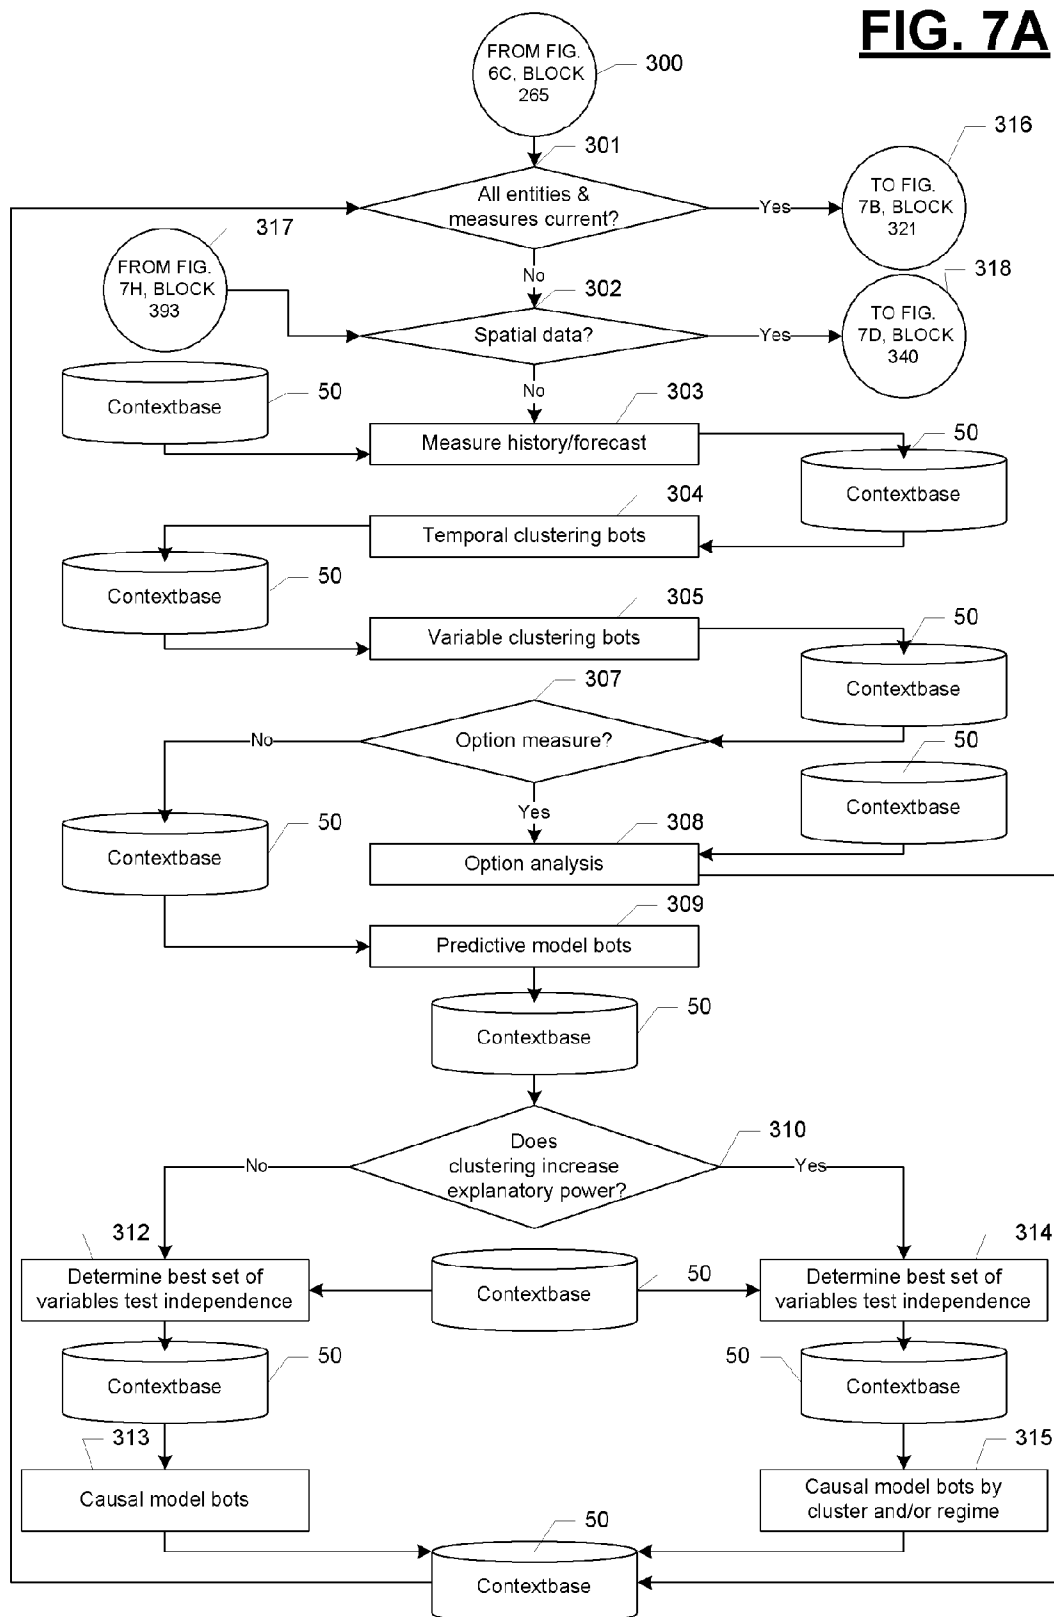 FIG. 7A
FROM FIG.
6C, BLOCK
265
300
301
All entities &
measures current?
Yes
316
TO FIG.
7B, BLOCK
321
317
FROM FIG.
7H, BLOCK
393
No
302
Spatial data?
Yes
318
TO FIG.
7D, BLOCK
340
No
50
Contextbase
303
Measure history/forecast
50
Contextbase
304
Temporal clustering bots
50
Contextbase
305
Variable clustering bots
50
Contextbase
307
Option measure?
No
50
Contextbase
Yes
50
Contextbase
308
Option analysis
309
Predictive model bots
50
Contextbase
310
Does
clustering increase
explanatory power?
No
Yes
312
Determine best set of
variables test independence
50
Contextbase
314
Determine best set of
variables test independence
50
Contextbase
50
Contextbase
313
Causal model bots
315
Causal model bots by
cluster and/or regime
50
Contextbase